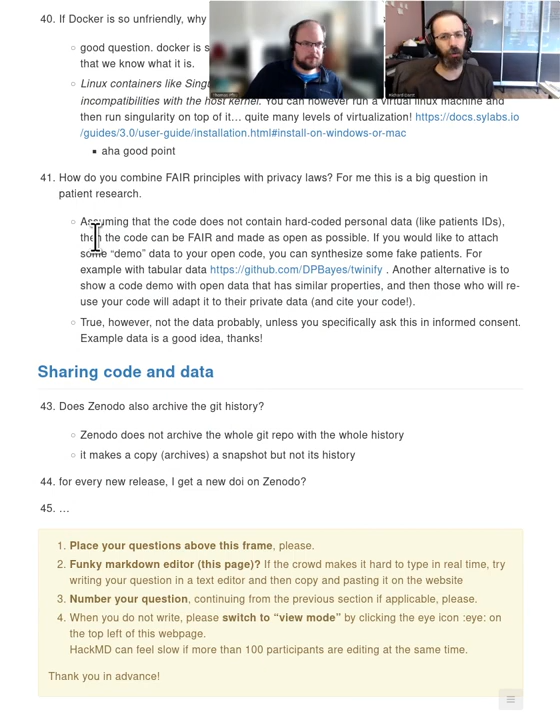 40. If Docker is so unfriendly, why
○ good question. docker is s
that we know what it is.
○ Linux containers like Singu
incompatibilities with the host kernel. You can however run a virtual linux machine and
then run singularity on top of it… quite many levels of virtualization! https://docs.sylabs.io
/guides/3.0/user-guide/installation.html#install-on-windows-or-mac
▪ aha good point
41. How do you combine FAIR principles with privacy laws? For me this is a big question in
patient research.
○ Assuming that the code does not contain hard-coded personal data (like patients IDs),
then the code can be FAIR and made as open as possible. If you would like to attach
some “demo” data to your open code, you can synthesize some fake patients. For
example with tabular data https://github.com/DPBayes/twinify . Another alternative is to
show a code demo with open data that has similar properties, and then those who will re-
use your code will adapt it to their private data (and cite your code!).
○ True, however, not the data probably, unless you specifically ask this in informed consent.
Example data is a good idea, thanks!
Sharing code and data
43. Does Zenodo also archive the git history?
○ Zenodo does not archive the whole git repo with the whole history
○ it makes a copy (archives) a snapshot but not its history
44. for every new release, I get a new doi on Zenodo?
45. …
1. Place your questions above this frame, please.
2. Funky markdown editor (this page)? If the crowd makes it hard to type in real time, try
writing your question in a text editor and then copy and pasting it on the website
3. Number your question, continuing from the previous section if applicable, please.
4. When you do not write, please switch to “view mode” by clicking the eye icon :eye: on
the top left of this webpage.
HackMD can feel slow if more than 100 participants are editing at the same time.
Thank you in advance!